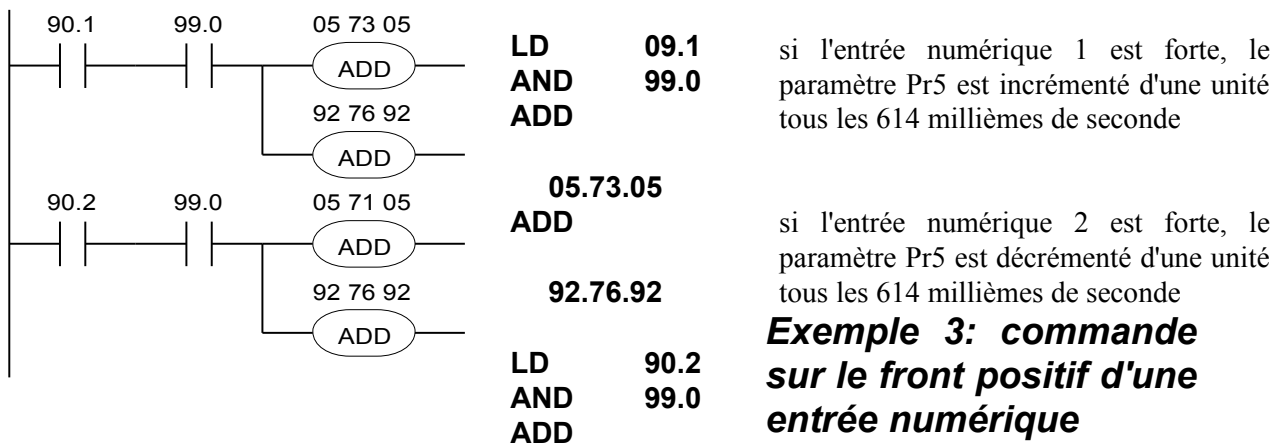 90.1 99.0 05 73 05
ADD
92 76 92
ADD
90.2 99.0 05 71 05
ADD
92 76 92
ADD
LD 09.1
AND 99.0
ADD
05.73.05
ADD
92.76.92
LD 90.2
AND 99.0
ADD
si l'entrée numérique 1 est forte, le
paramètre Pr5 est incrémenté d'une unité
tous les 614 millièmes de seconde
si l'entrée numérique 2 est forte, le
paramètre Pr5 est décrémenté d'une unité
tous les 614 millièmes de seconde
Exemple 3: commande
sur le front positif d'une
entrée numérique